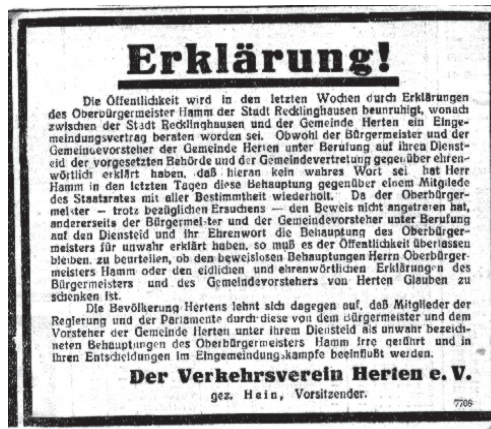 Erklärung!
Die Öffentlichkeit wird in den letzten Wochen durch Erklärungen
des Oberbürgermeister Hamm der Stadt Recklinghausen beunruhigt, wonach
zwischen der Stadt Recklinghausen und der Gemeinde Herten ein Einge-
meindungsvertrag beraten worden sei. Obwohl der Bürgermeister und der
Gemeindevorsteher der Gemeinde Herten unter Berufung auf ihren Dienst-
eid der vorgesetzten Behörde und der Gemeindevertretung gegenüber ehren-
wörtlich erklärt haben, daß hieran kein wahres Wort sei, hat Herr
Hamm in den letzten Tagen diese Behauptung gegenüber einem Mitgliede
des Staatsrates mit aller Bestimmtheit wiederholt. Da der Oberbürger-
meister – trotz bezüglichen Ersuchens – den Beweis nicht angetreten hat,
andererseits der Bürgermeister und der Gemeindevorsteher unter Berufung
auf den Diensteid und ihr Ehrenwort die Behauptung des Oberbürger-
meisters für unwahr erklärt haben, so muß es der Öffentlichkeit überlassen
bleiben, zu beurteilen, ob den beweislosen Behauptungen Herrn Oberbürger-
meisters Hamm oder den eidlichen und ehrenwörtlichen Erklärungen des
Bürgermeisters und des Gemeindevorstehers von Herten Glauben zu
schenken ist.
Die Bevölkerung Hertens lehnt sich dagegen auf, daß Mitglieder der
Regierung und der Parlamente durch diese von dem Bürgermeister und dem
Vorsteher der Gemeinde Herten unter ihrem Diensteid als unwahr bezeich-
neten Behauptungen des Oberbürgermeisters Hamm irre geführt und in
ihren Entscheidungen im Eingemeindungskampfe beeinflußt werden.
Der Verkehrsverein Herten e. V.
gez. Hein, Vorsitzender.
7706